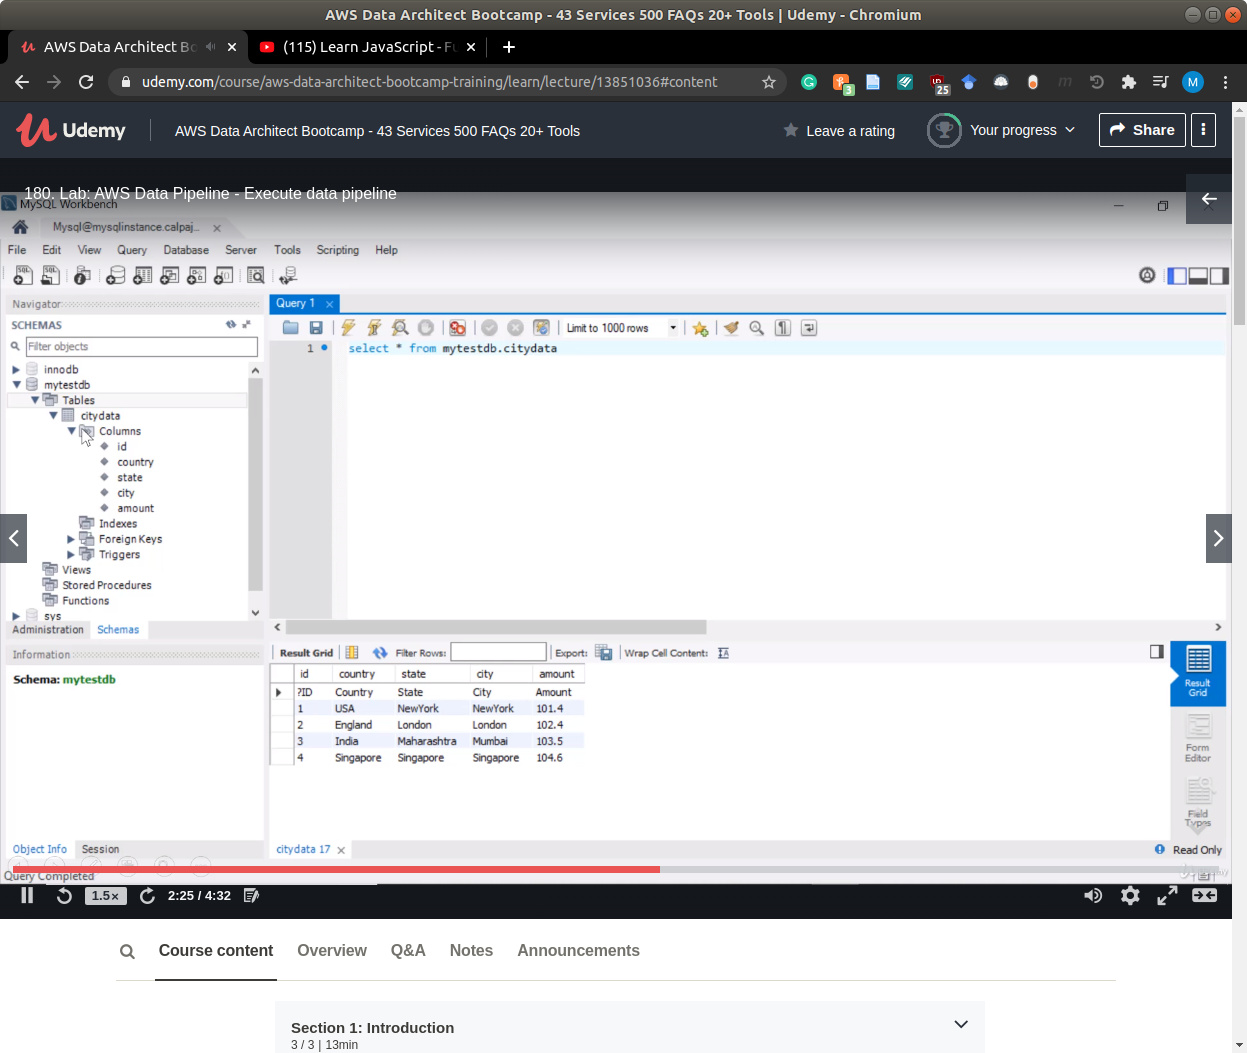 AWS Data Architect Bootcamp - 43 Services 500 FAQs 20+ Tools | Udemy - Chromium
AWS Data Architect Bo
(115) Learn JavaScript - Fu
udemy.com/course/aws-data-architect-bootcamp-training/learn/lecture/13851036#content
3
25
M
Udemy
AWS Data Architect Bootcamp - 43 Services 500 FAQs 20+ Tools
Leave a rating
Your progress
Share
180. Lab: AWS Data Pipeline - Execute data pipeline
MySQL Workbench
Mysql@mysqlinstance.calpaj...
File Edit View Query Database Server Tools Scripting Help
Navigator
Query 1
SCHEMAS
Limit to 1000 rows
Filter objects
1 select * from mytestdb.citydata
innodb
mytestdb
Tables
citydata
Columns
id
country
state
city
amount
Indexes
Foreign Keys
Triggers
Views
Stored Procedures
Functions
sys
Administration Schemas
Information
Schema: mytestdb
Result Grid Filter Rows: Export: Wrap Cell Content:
id country state city amount
?ID Country State City Amount
1 USA NewYork NewYork 101.4
2 England London London 102.4
3 India Maharashtra Mumbai 103.5
4 Singapore Singapore Singapore 104.6
Result Grid
Form Editor
Field Types
Object Info Session
citydata 17
Read Only
Query Completed
1.5×
2:25 / 4:32
Course content Overview Q&A Notes Announcements
Section 1: Introduction
3 / 3 | 13min